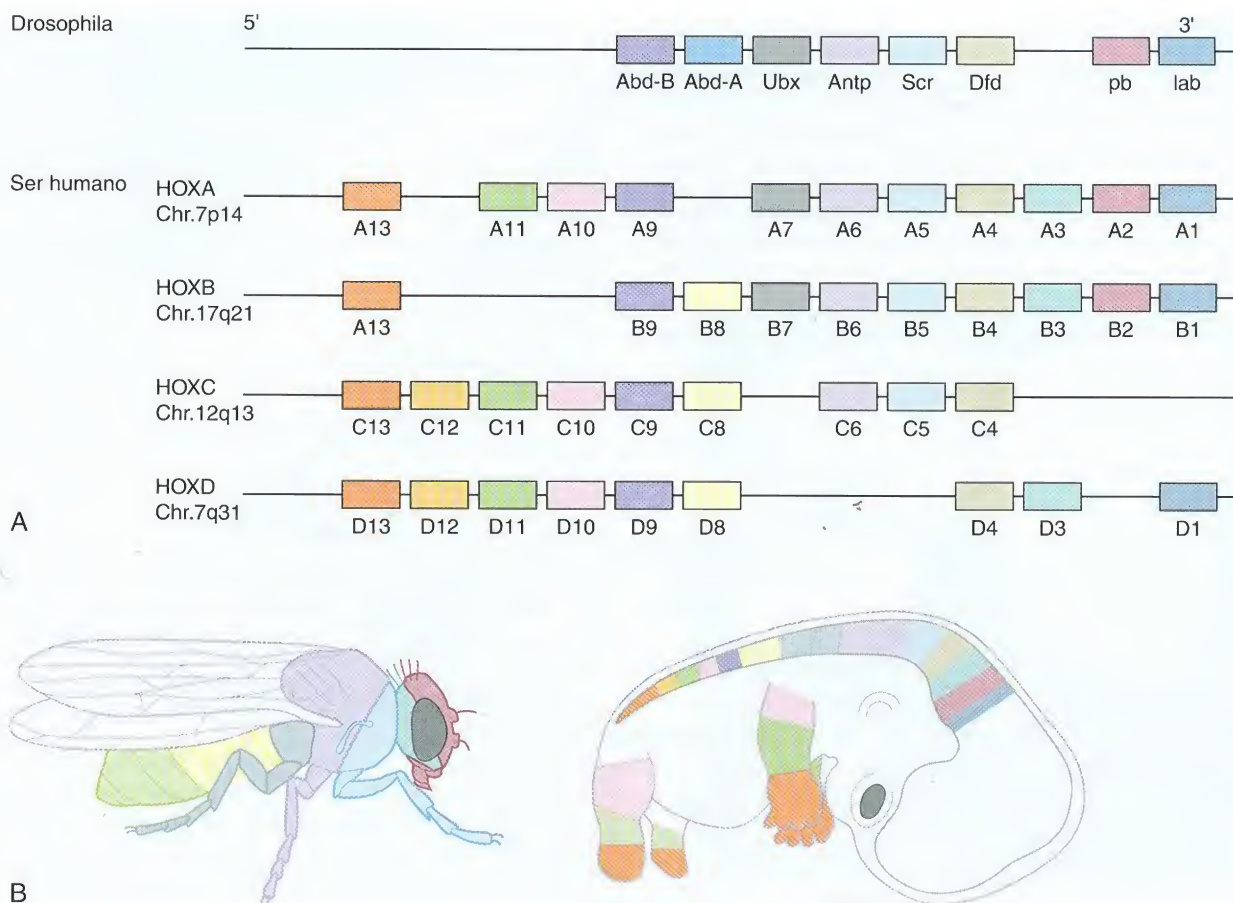 Drosophila 5' 3'
Abd-B Abd-A Ubx Antp Scr Dfd pb lab
Ser humano
HOXA
Chr.7p14
A13 A11 A10 A9 A7 A6 A5 A4 A3 A2 A1
HOXB
Chr.17q21
A13 B9 B8 B7 B6 B5 B4 B3 B2 B1
HOXC
Chr.12q13
C13 C12 C11 C10 C9 C8 C6 C5 C4
HOXD
Chr.7q31
D13 D12 D11 D10 D9 D8 D4 D3 D1
A
B